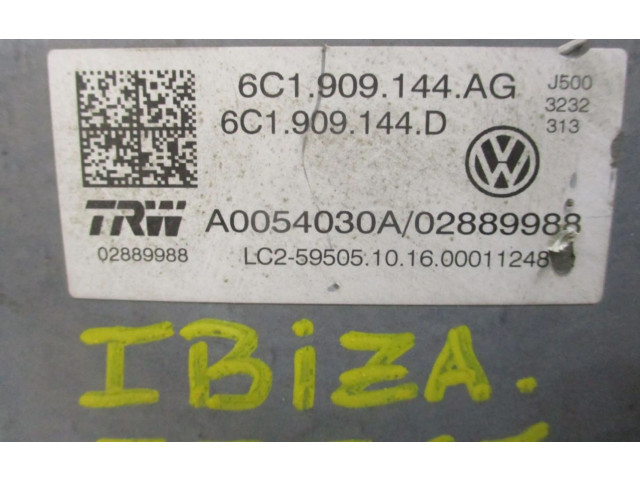 6C1.909.144.AG
J500
6C1.909.144.D
3232
313
VW
TRW
A0054030A/02889988
02889988
LC2-59505.10.16.00011248
IBiZA.